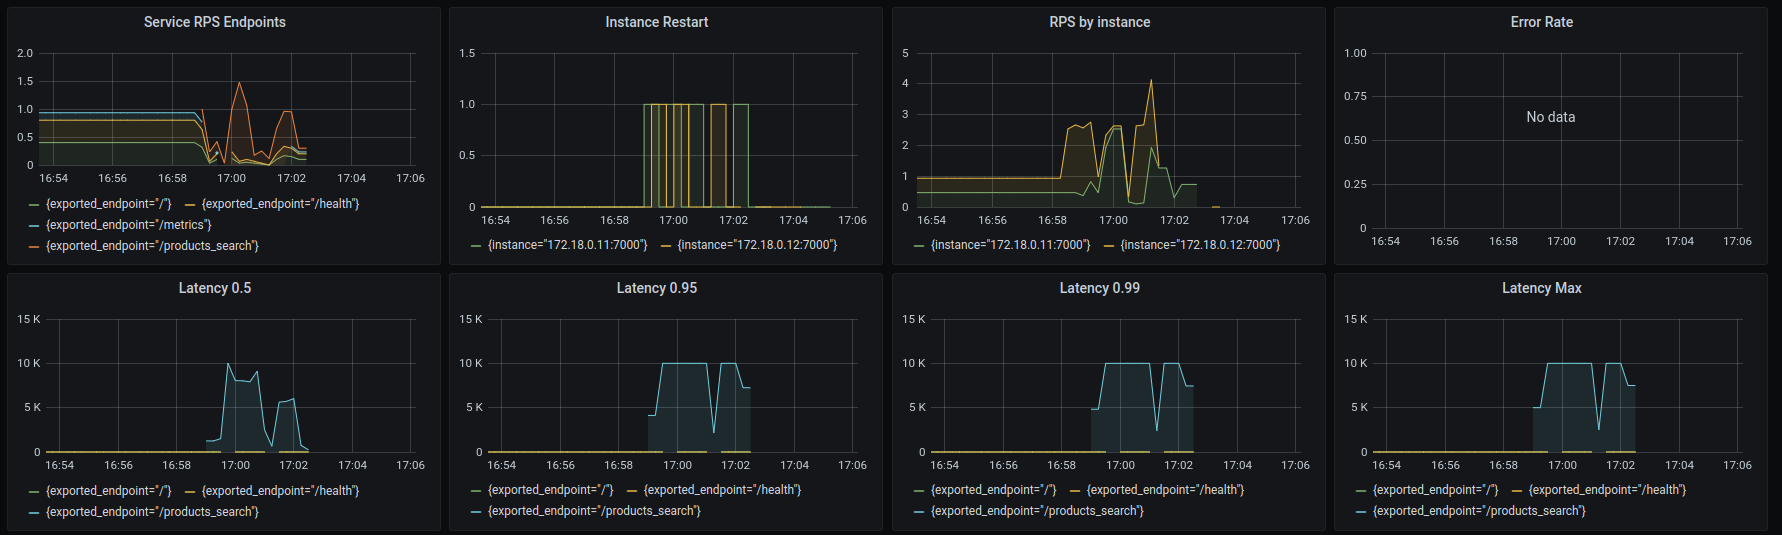 Service RPS Endpoints
2.0
1.5
1.0
0.5
0
16:54 16:56 16:58 17:00 17:02 17:04 17:06
{exported_endpoint="/"} {exported_endpoint="/health"}
{exported_endpoint="/metrics"}
{exported_endpoint="/products_search"}
Instance Restart
1.5
1.0
0.5
0
16:54 16:56 16:58 17:00 17:02 17:04 17:06
{instance="172.18.0.11:7000"} {instance="172.18.0.12:7000"}
RPS by instance
5
4
3
2
1
0
16:54 16:56 16:58 17:00 17:02 17:04 17:06
{instance="172.18.0.11:7000"} {instance="172.18.0.12:7000"}
Error Rate
1.00
0.75
No data
0.50
0.25
0
16:54 16:56 16:58 17:00 17:02 17:04 17:06
Latency 0.5
15 K
10 K
5 K
0
16:54 16:56 16:58 17:00 17:02 17:04 17:06
{exported_endpoint="/"} {exported_endpoint="/health"}
{exported_endpoint="/products_search"}
Latency 0.95
15 K
10 K
5 K
0
16:54 16:56 16:58 17:00 17:02 17:04 17:06
{exported_endpoint="/"} {exported_endpoint="/health"}
{exported_endpoint="/products_search"}
Latency 0.99
15 K
10 K
5 K
0
16:54 16:56 16:58 17:00 17:02 17:04 17:06
{exported_endpoint="/"} {exported_endpoint="/health"}
{exported_endpoint="/products_search"}
Latency Max
15 K
10 K
5 K
0
16:54 16:56 16:58 17:00 17:02 17:04 17:06
{exported_endpoint="/"} {exported_endpoint="/health"}
{exported_endpoint="/products_search"}